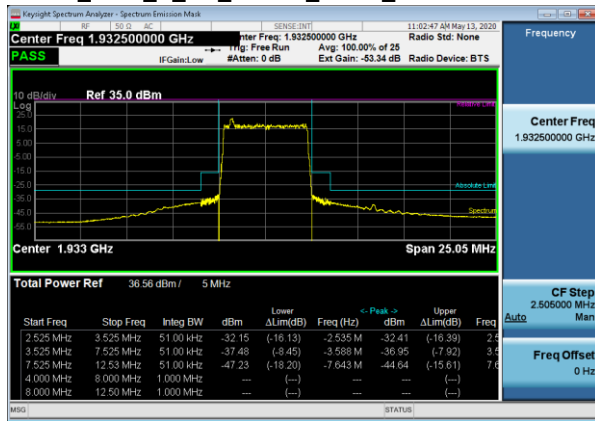 Keysight Spectrum Analyzer - Spectrum Emission Mask
RF 50 Ω AC SENSE:INT 11:02:47 AM May 13, 2020
Center Freq 1.932500000 GHz
Center Freq: 1.932500000 GHz Radio Std: None
Trig: Free Run Avg: 100.00% of 25
PASS IFGain:Low #Atten: 0 dB Ext Gain: -53.34 dB Radio Device: BTS
10 dB/div Ref 35.0 dBm
Log
25.0
15.0
5.00
-5.00
-15.0
-25.0
-35.0
-45.0
-55.0
Relative Limit
Absolute Limit
Spectrum
Center 1.933 GHz Span 25.05 MHz
Total Power Ref 36.56 dBm / 5 MHz
Lower <- Peak -> Upper
Start Freq Stop Freq Integ BW dBm ΔLim(dB) Freq (Hz) dBm ΔLim(dB) Freq
2.525 MHz 3.525 MHz 51.00 kHz -32.15 (-16.13) -2.535 M -32.41 (-16.39) 2.5
3.525 MHz 7.525 MHz 51.00 kHz -37.48 (-8.45) -3.588 M -36.95 (-7.92) 3.5
7.525 MHz 12.53 MHz 51.00 kHz -47.23 (-18.20) -7.643 M -44.64 (-15.61) 7.6
4.000 MHz 8.000 MHz 1.000 MHz --- (---) --- --- (---)
8.000 MHz 12.50 MHz 1.000 MHz --- (---) --- --- (---)
MSG STATUS
Frequency
Center Freq
1.932500000 GHz
CF Step
2.505000 MHz
Auto Man
Freq Offset
0 Hz